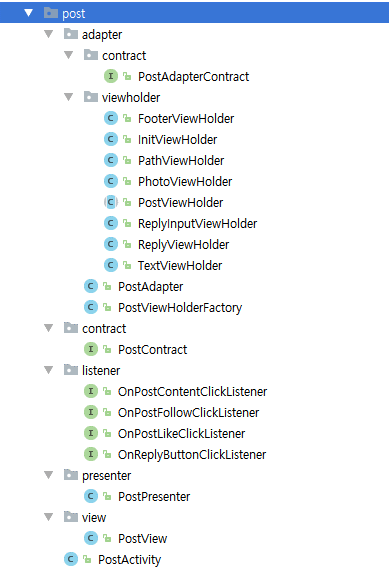 post
adapter
contract
I PostAdapterContract
viewholder
C FooterViewHolder
C InitViewHolder
C PathViewHolder
C PhotoViewHolder
C PostViewHolder
C ReplyInputViewHolder
C ReplyViewHolder
C TextViewHolder
C PostAdapter
C PostViewHolderFactory
contract
I PostContract
listener
I OnPostContentClickListener
I OnPostFollowClickListener
I OnPostLikeClickListener
I OnReplyButtonClickListener
presenter
C PostPresenter
view
C PostView
C PostActivity